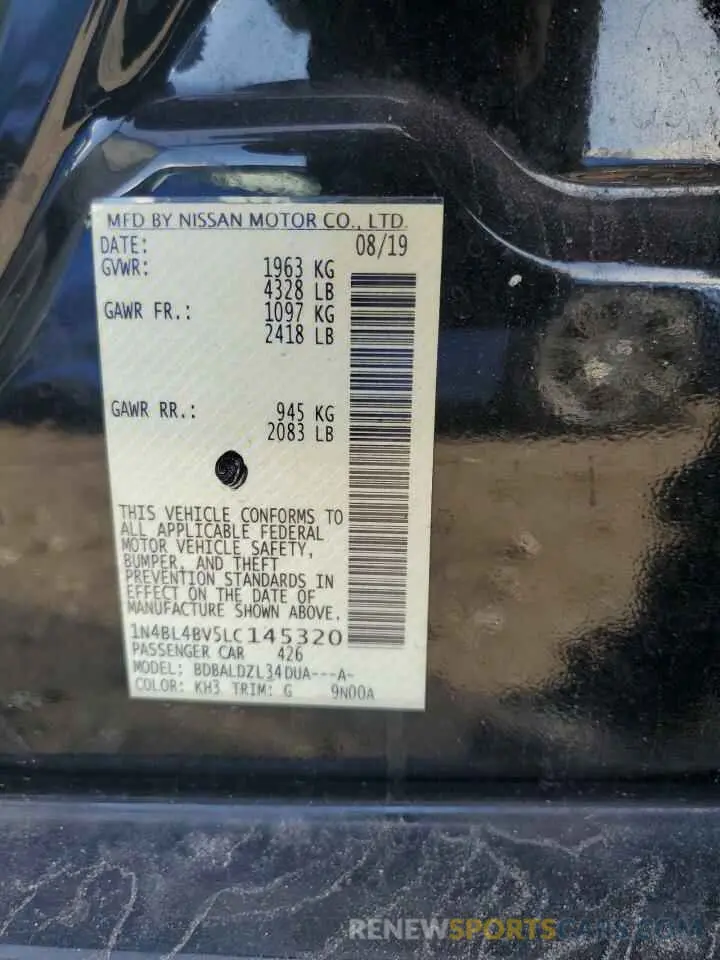 MFD BY NISSAN MOTOR CO., LTD.
DATE: 08/19
GVWR: 1963 KG
4328 LB
GAWR FR.: 1097 KG
2418 LB
GAWR RR.: 945 KG
2083 LB
THIS VEHICLE CONFORMS TO
ALL APPLICABLE FEDERAL
MOTOR VEHICLE SAFETY,
BUMPER, AND THEFT
PREVENTION STANDARDS IN
EFFECT ON THE DATE OF
MANUFACTURE SHOWN ABOVE.
1N4BL4BV5LC145320
PASSENGER CAR 426
MODEL: BDBALDZL34DUA---A-
COLOR: KH3 TRIM: G 9N00A
RENEWSPORTSCARS.COM